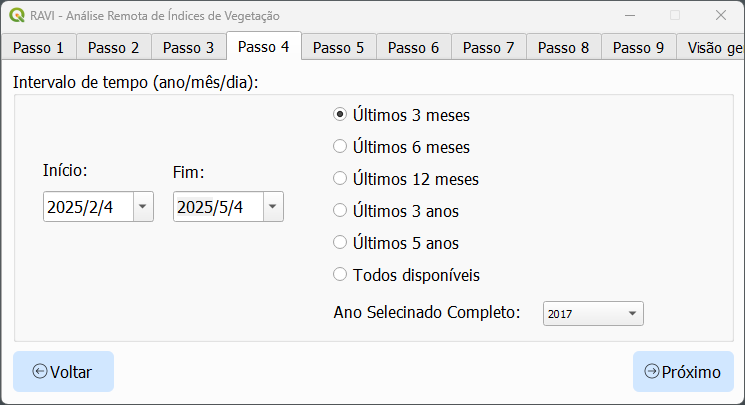 RAVI - Análise Remota de Índices de Vegetação
Passo 1 Passo 2 Passo 3 Passo 4 Passo 5 Passo 6 Passo 7 Passo 8 Passo 9 Visão ge
Intervalo de tempo (ano/mês/dia):
Início:
2025/2/4
Fim:
2025/5/4
Últimos 3 meses
Últimos 6 meses
Últimos 12 meses
Últimos 3 anos
Últimos 5 anos
Todos disponíveis
Ano Selecinado Completo: 2017
Voltar
Próximo